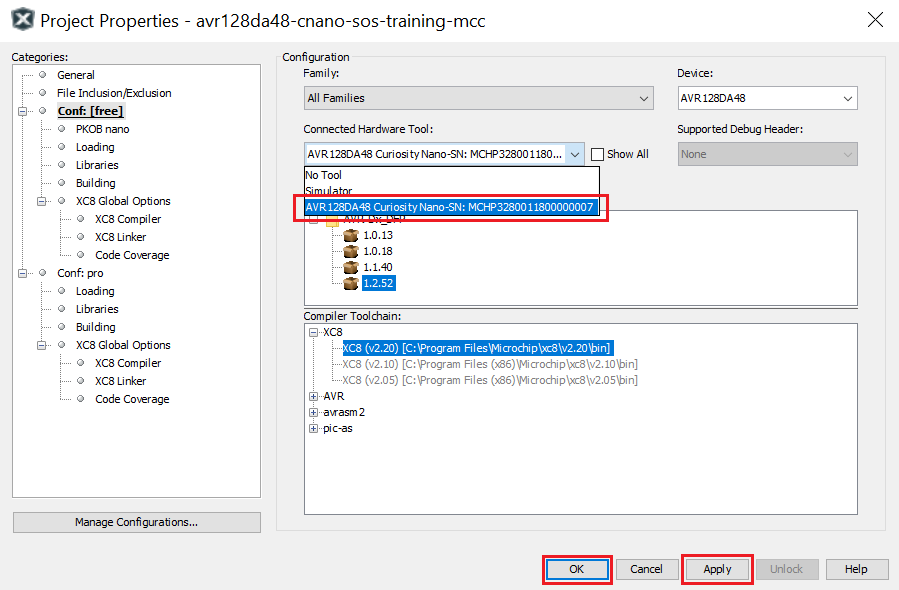 Project Properties - avr128da48-cnano-sos-training-mcc
Categories:
General
File Inclusion/Exclusion
Conf: [free]
PKOB nano
Loading
Libraries
Building
XC8 Global Options
XC8 Compiler
XC8 Linker
Code Coverage
Conf: pro
Loading
Libraries
Building
XC8 Global Options
XC8 Compiler
XC8 Linker
Code Coverage
Manage Configurations...
Configuration
Family:
All Families
Device:
AVR128DA48
Connected Hardware Tool:
AVR128DA48 Curiosity Nano-SN: MCHP328001180...
Show All
Supported Debug Header:
None
No Tool
Simulator
AVR128DA48 Curiosity Nano-SN: MCHP3280011800000007
AVR-Dx_DFP
1.0.13
1.0.18
1.1.40
1.2.52
Compiler Toolchain:
XC8
XC8 (v2.20) [C:\Program Files\Microchip\xc8\v2.20\bin]
XC8 (v2.10) [C:\Program Files (x86)\Microchip\xc8\v2.10\bin]
XC8 (v2.05) [C:\Program Files (x86)\Microchip\xc8\v2.05\bin]
AVR
avrasm2
pic-as
OK
Cancel
Apply
Unlock
Help